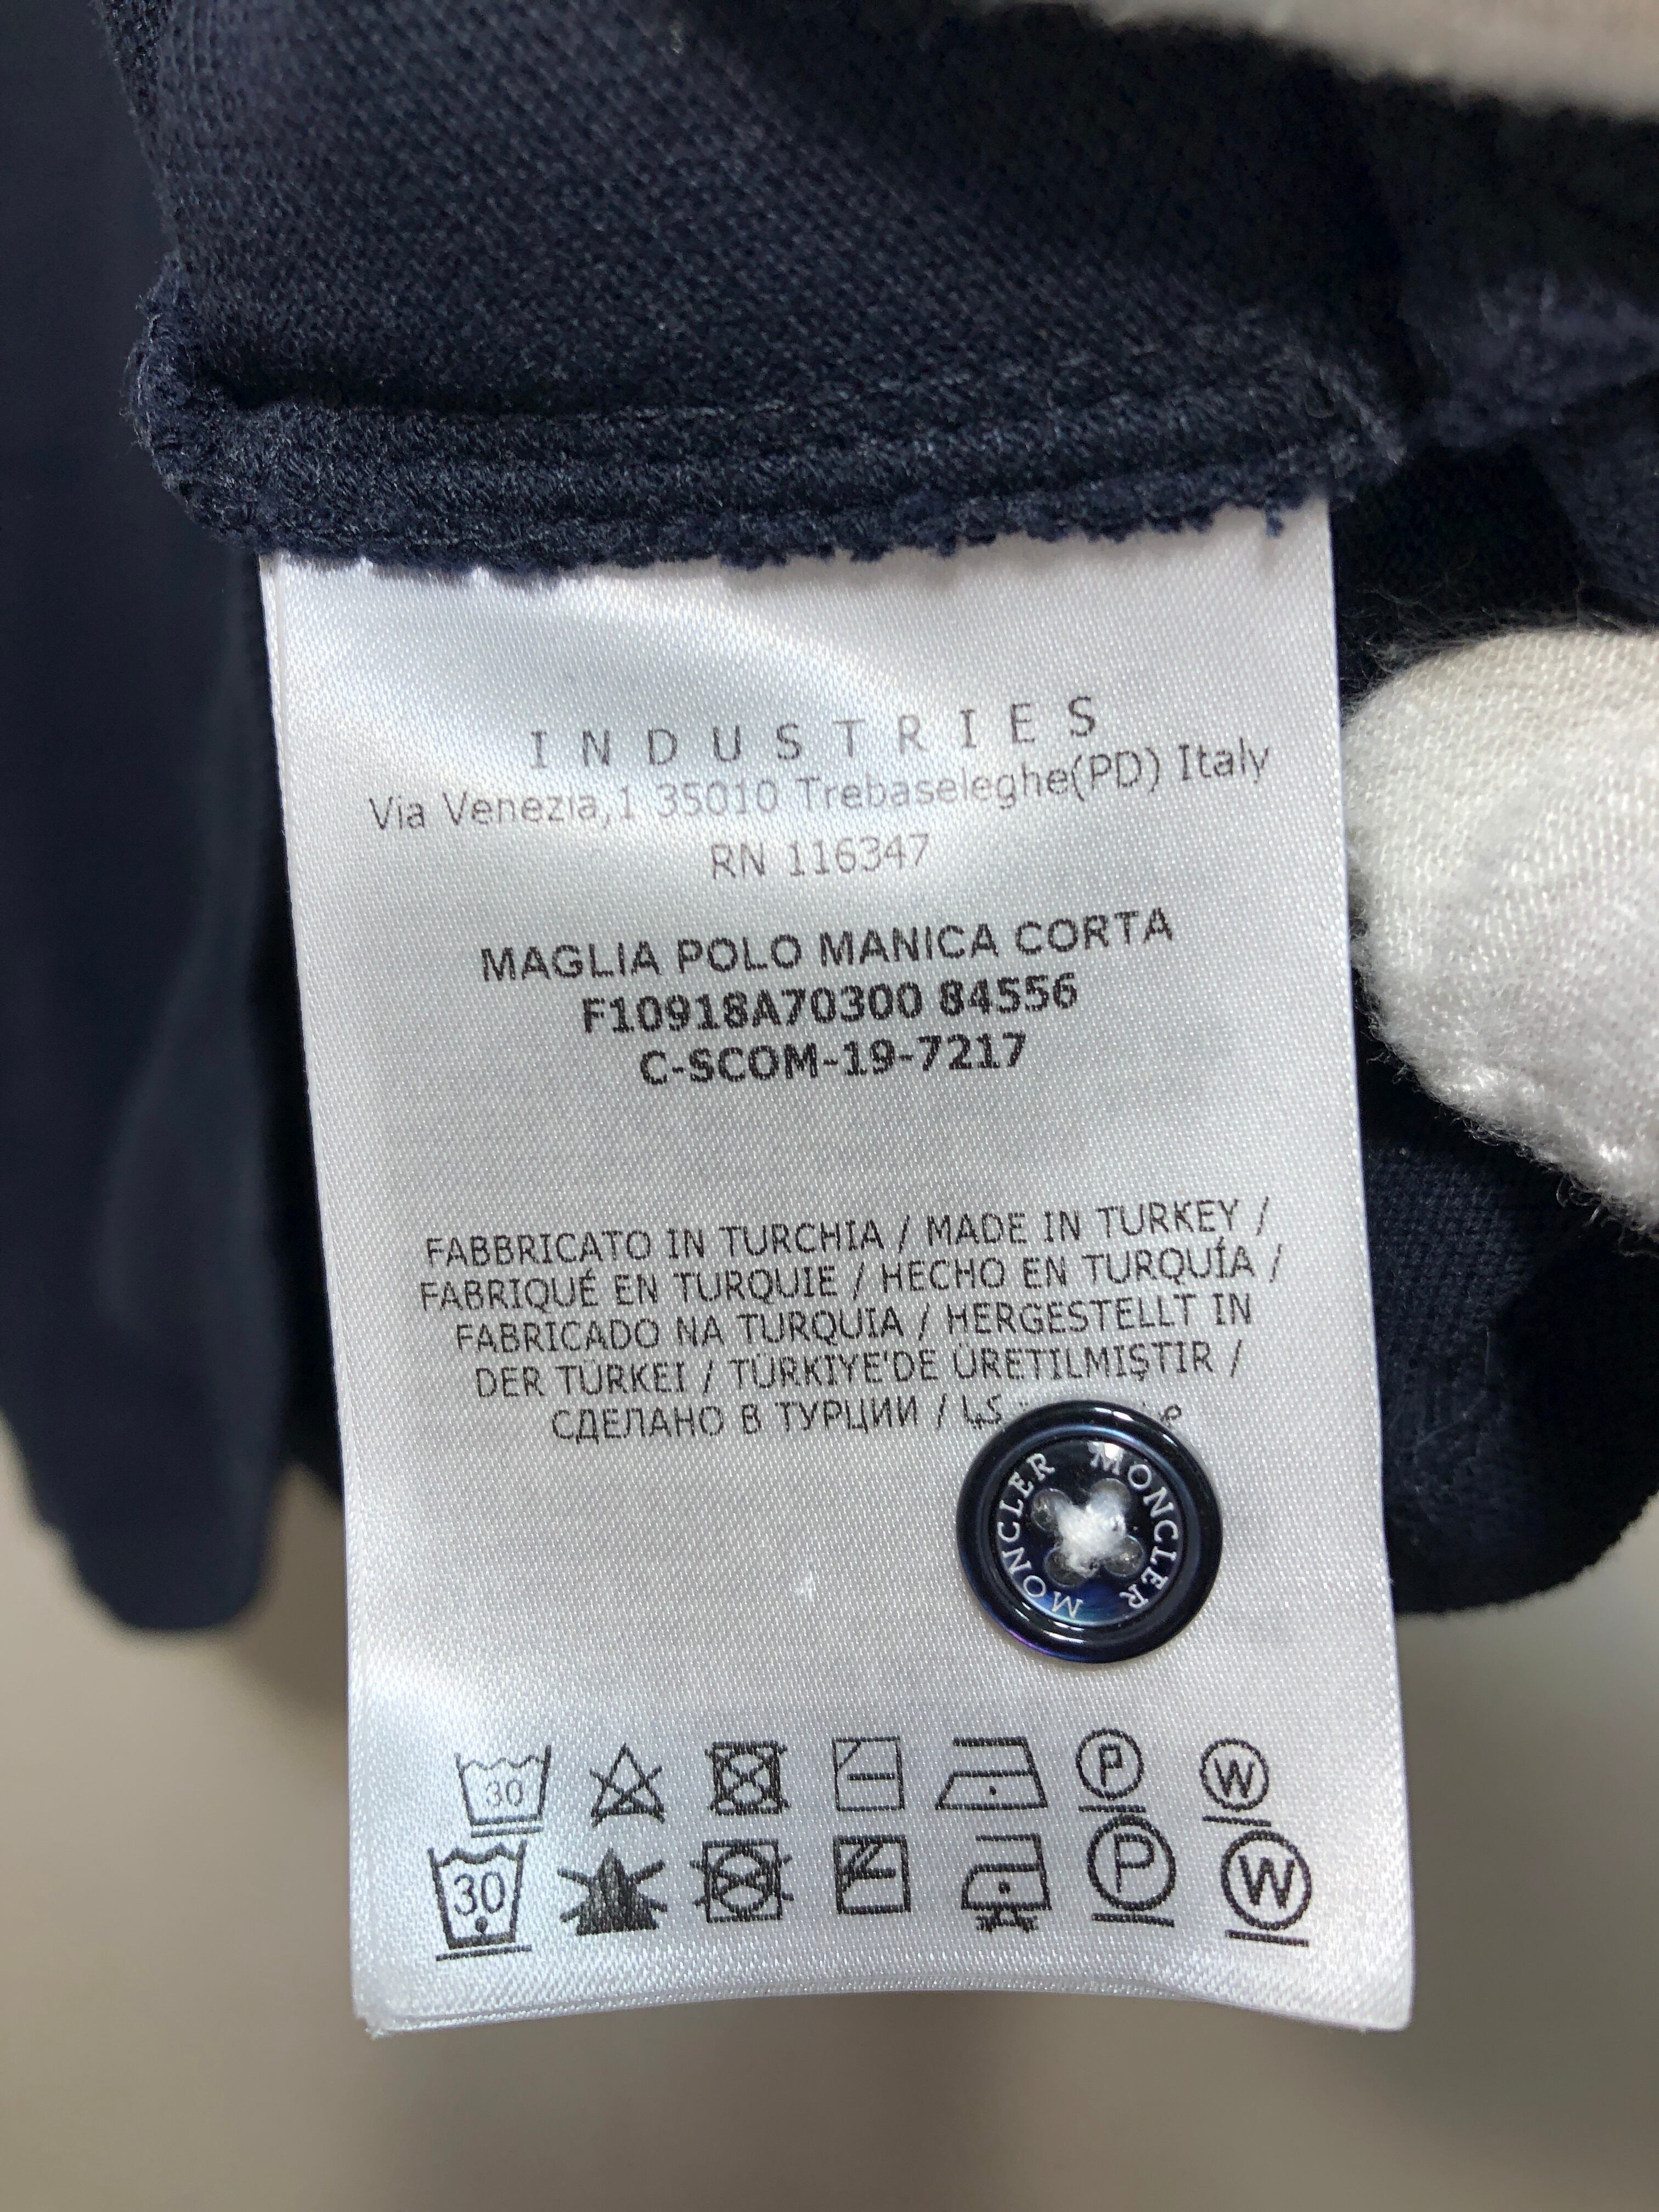 INDUSTRIES
Via Venezia,1 35010 Trebaseleghe(PD) Italy
RN 116347
MAGLIA POLO MANICA CORTA
F10918A70300 84556
C-SCOM-19-7217
FABBRICATO IN TURCHIA / MADE IN TURKEY /
FABRIQUÉ EN TURQUIE / HECHO EN TURQUÍA /
FABRICADO NA TURQUIA / HERGESTELLT IN
DER TÜRKEI / TÜRKIYE'DE ÜRETILMIŞTIR /
СДЕЛАНО В ТУРЦИИ /
MONCLER MONCLER
30 P W
30 P W